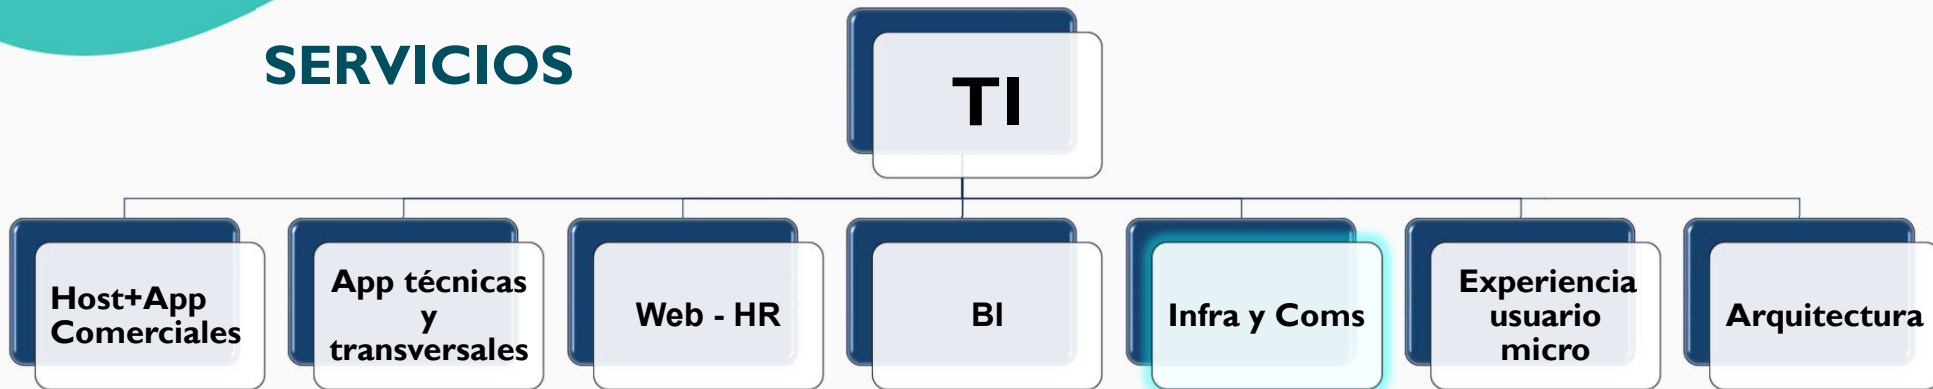 SERVICIOS
TI
Host+App
Comerciales
App técnicas
y
transversales
Web - HR
BI
Infra y Coms
Experiencia
usuario
micro
Arquitectura